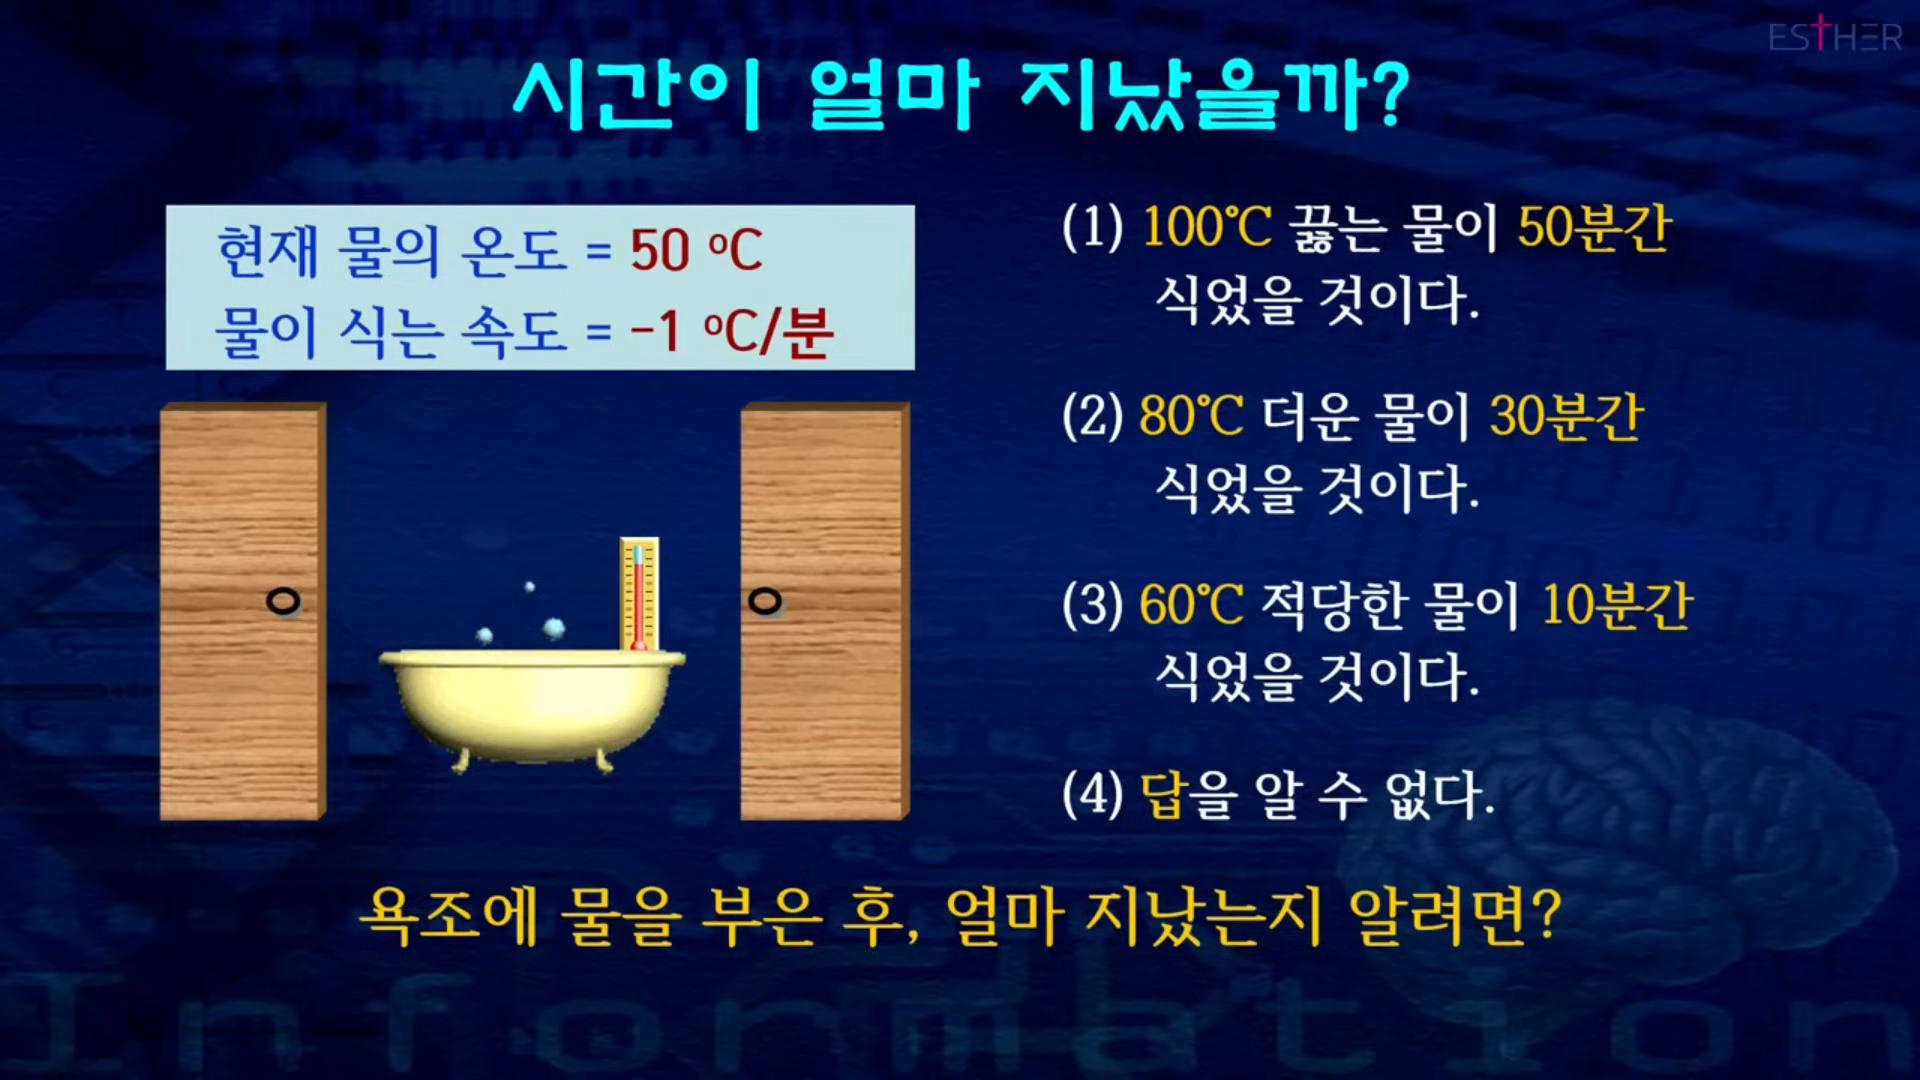 ESTHER
시간이 얼마 지났을까?
현재 물의 온도 = 50 ºC
물이 식는 속도 = -1 ºC/분
(1) 100℃ 끓는 물이 50분간
식었을 것이다.
(2) 80℃ 더운 물이 30분간
식었을 것이다.
(3) 60℃ 적당한 물이 10분간
식었을 것이다.
(4) 답을 알 수 없다.
욕조에 물을 부은 후, 얼마 지났는지 알려면?
Information